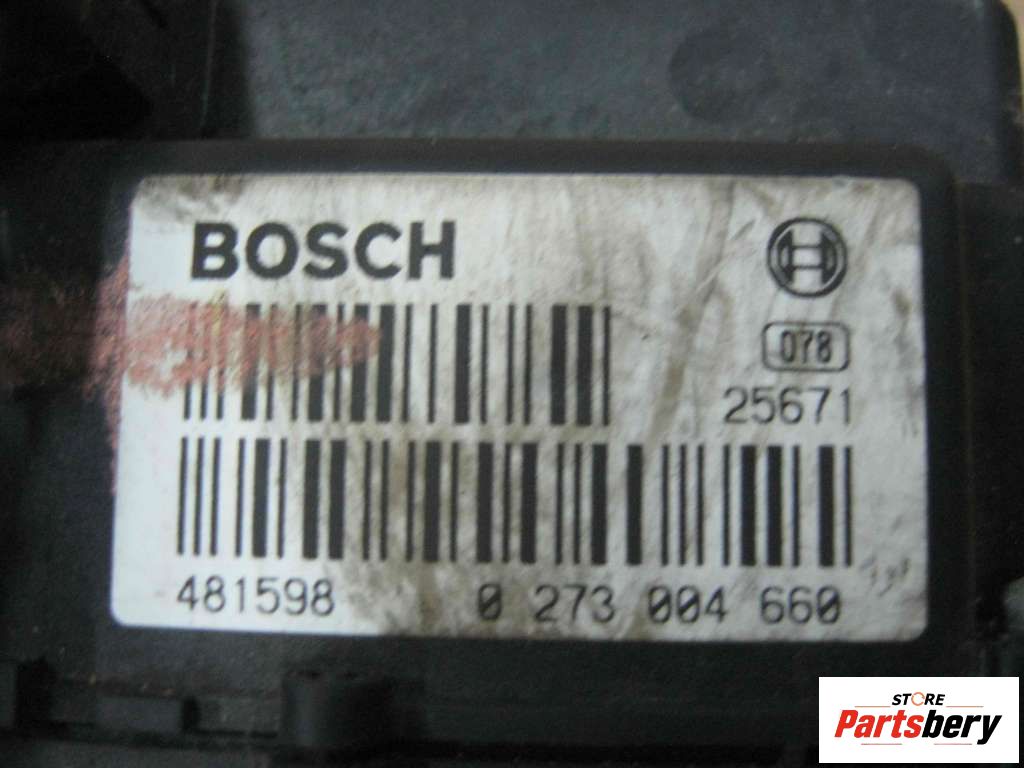 BOSCH
078
25671
481598 0 273 004 660
STORE
Partsbery